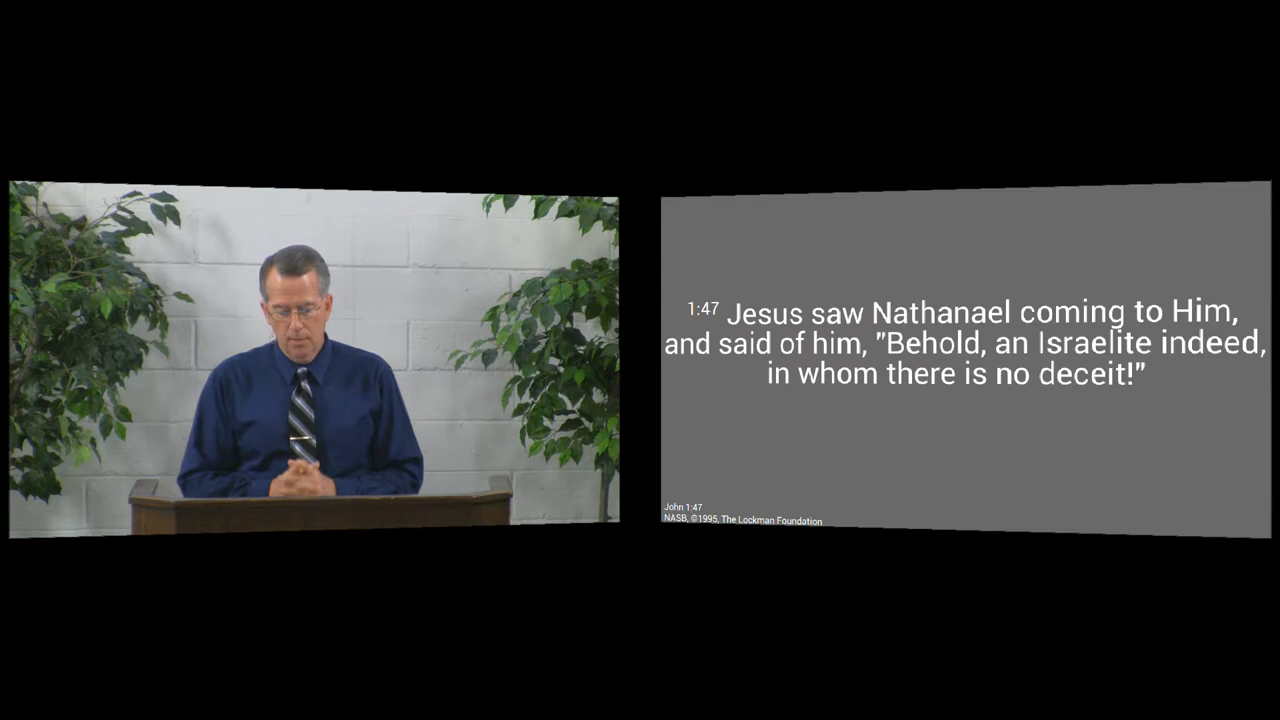 1:47 Jesus saw Nathanael coming to Him,
and said of him, "Behold, an Israelite indeed,
in whom there is no deceit!”
John 1:47
NASB, ©1995, The Lockman Foundation